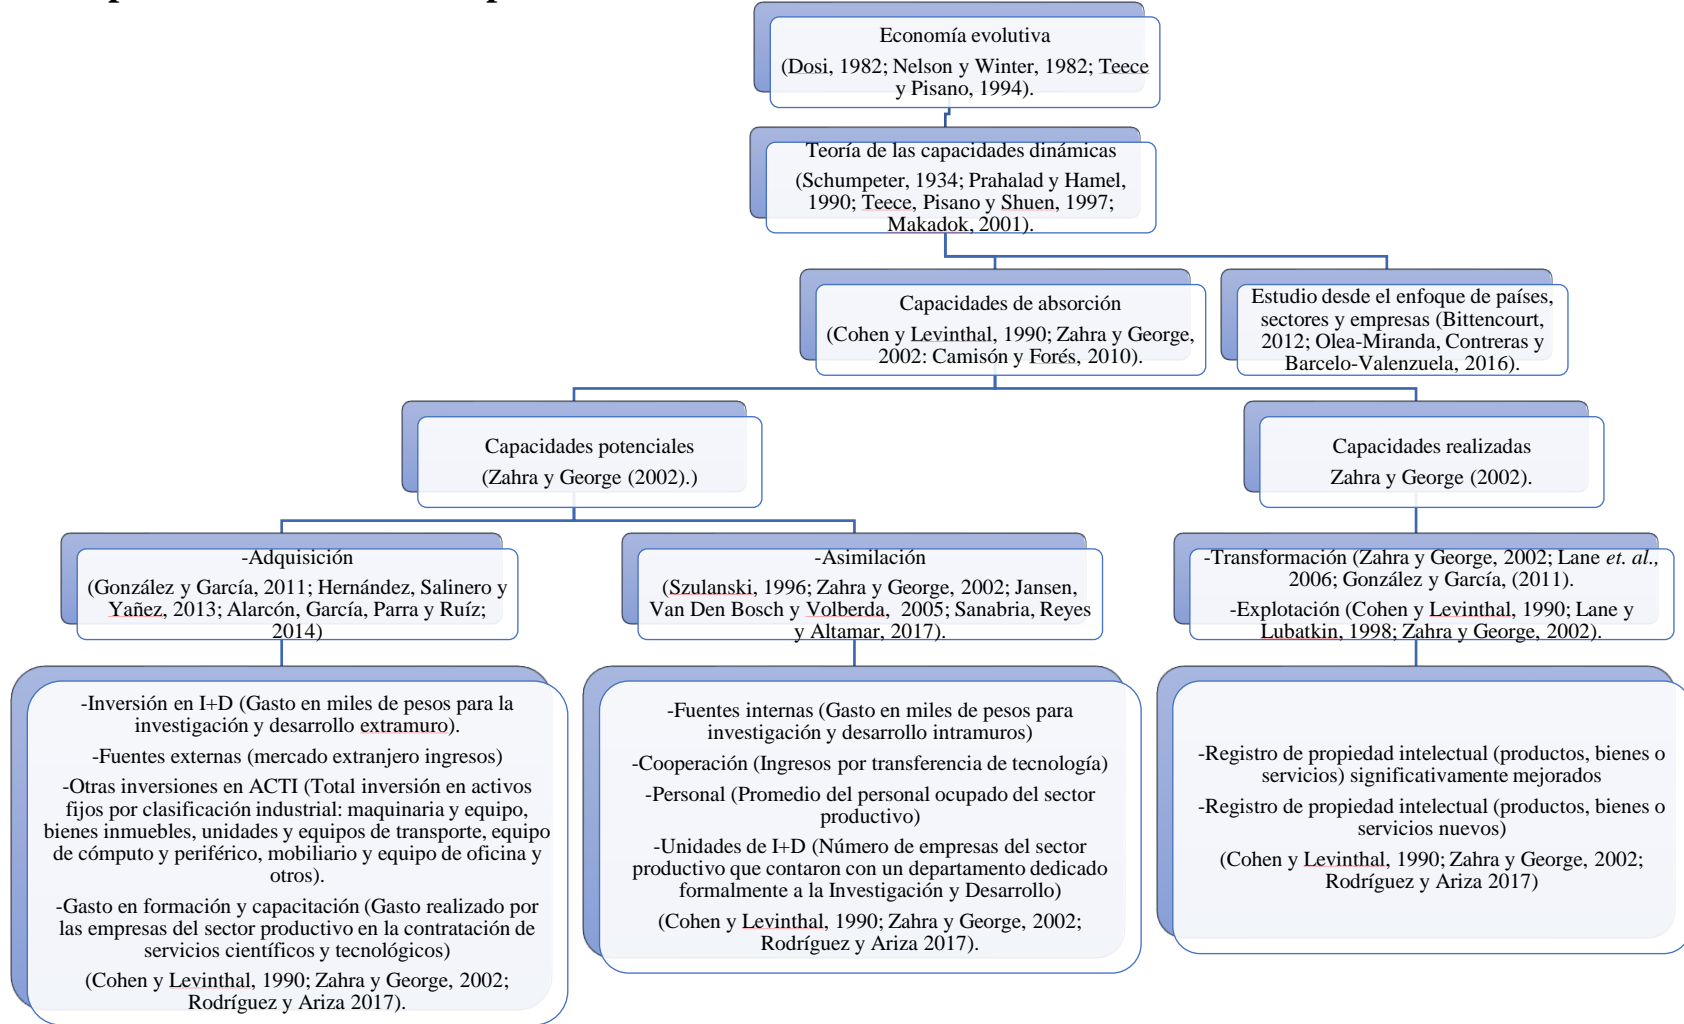 Economía evolutiva
(Dosi, 1982; Nelson y Winter, 1982; Teece
y Pisano, 1994).
Teoría de las capacidades dinámicas
(Schumpeter, 1934; Prahalad y Hamel,
1990; Teece, Pisano y Shuen, 1997;
Makadok, 2001).
Capacidades de absorción
(Cohen y Levinthal, 1990; Zahra y George,
2002: Camisón y Forés, 2010).
Estudio desde el enfoque de países,
sectores y empresas (Bittencourt,
2012; Olea-Miranda, Contreras y
Barcelo-Valenzuela, 2016).
Capacidades potenciales
(Zahra y George (2002).)
Capacidades realizadas
Zahra y George (2002).
-Adquisición
(González y García, 2011; Hernández, Salinero y
Yañez, 2013; Alarcón, García, Parra y Ruíz;
2014)
-Asimilación
(Szulanski, 1996; Zahra y George, 2002; Jansen,
Van Den Bosch y Volberda, 2005; Sanabria, Reyes
y Altamar, 2017).
-Transformación (Zahra y George, 2002; Lane et. al.,
2006; González y García, (2011).
-Explotación (Cohen y Levinthal, 1990; Lane y
Lubatkin, 1998; Zahra y George, 2002).
-Inversión en I+D (Gasto en miles de pesos para la
investigación y desarrollo extramuro).
-Fuentes externas (mercado extranjero ingresos)
-Otras inversiones en ACTI (Total inversión en activos
fijos por clasificación industrial: maquinaria y equipo,
bienes inmuebles, unidades y equipos de transporte, equipo
de cómputo y periférico, mobiliario y equipo de oficina y
otros).
-Gasto en formación y capacitación (Gasto realizado por
las empresas del sector productivo en la contratación de
servicios científicos y tecnológicos)
(Cohen y Levinthal, 1990; Zahra y George, 2002;
Rodríguez y Ariza 2017).
-Fuentes internas (Gasto en miles de pesos para
investigación y desarrollo intramuros)
-Cooperación (Ingresos por transferencia de tecnología)
-Personal (Promedio del personal ocupado del sector
productivo)
-Unidades de I+D (Número de empresas del sector
productivo que contaron con un departamento dedicado
formalmente a la Investigación y Desarrollo)
(Cohen y Levinthal, 1990; Zahra y George, 2002;
Rodríguez y Ariza 2017).
-Registro de propiedad intelectual (productos, bienes o
servicios) significativamente mejorados
-Registro de propiedad intelectual (productos, bienes o
servicios nuevos)
(Cohen y Levinthal, 1990; Zahra y George, 2002;
Rodríguez y Ariza 2017)